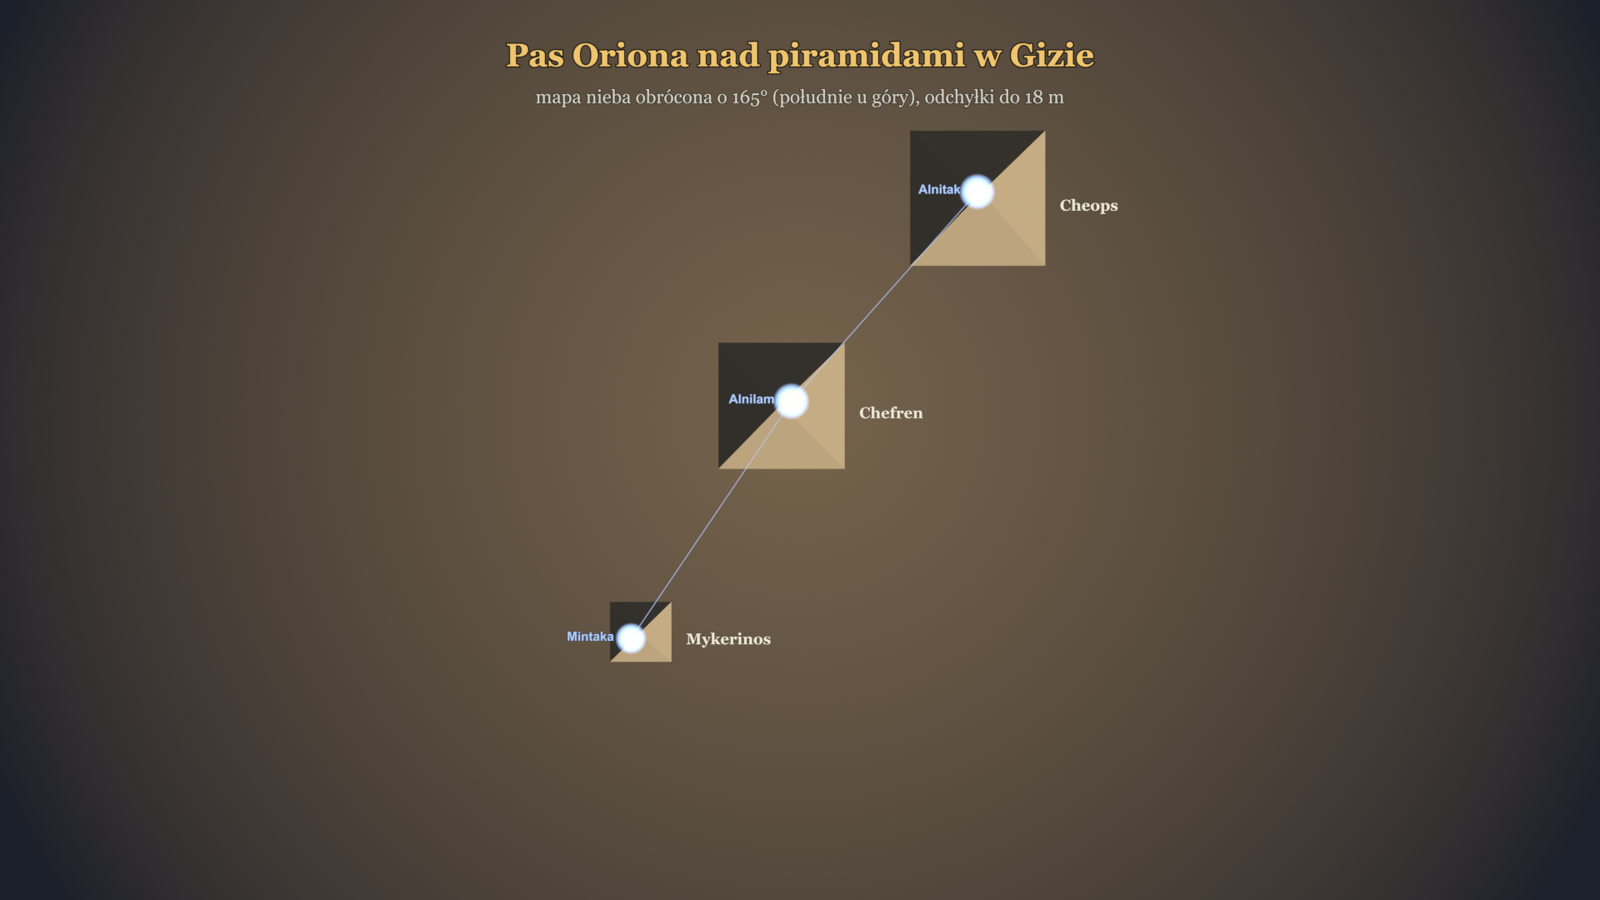 Pas Oriona nad piramidami w Gizie
mapa nieba obrócona o 165° (południe u góry), odchyłki do 18 m
Alnitak
Cheops
Alnilam
Chefren
Mintaka
Mykerinos